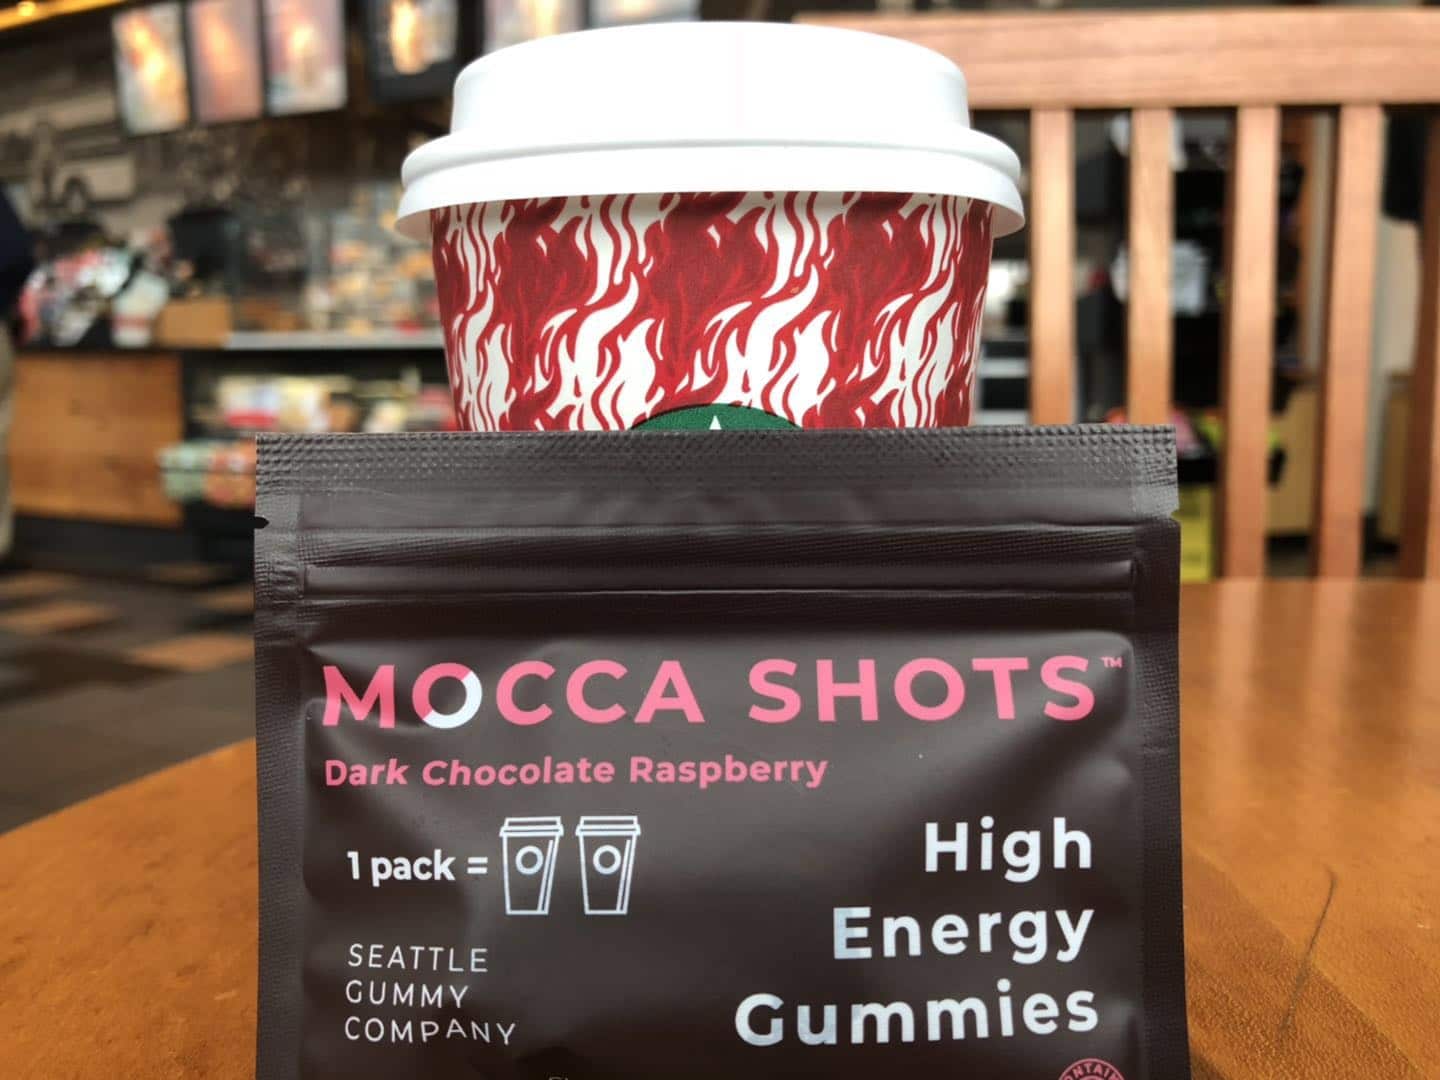 MOCCA SHOTS™
Dark Chocolate Raspberry
1 pack =
High
Energy
Gummies
SEATTLE
GUMMY
COMPANY